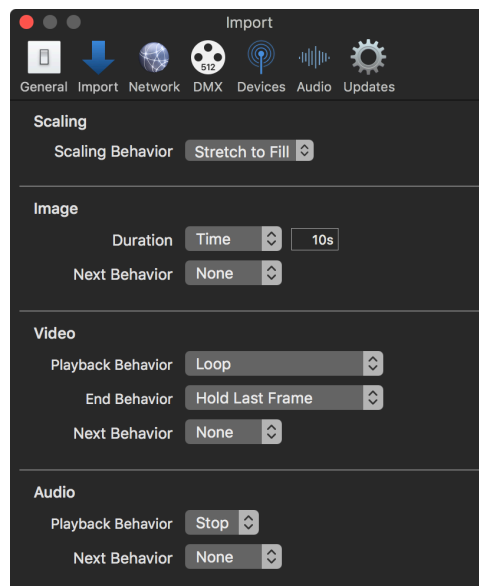 Import
512
General Import Network DMX Devices Audio Updates
Scaling
Scaling Behavior Stretch to Fill
Image
Duration Time 10s
Next Behavior None
Video
Playback Behavior Loop
End Behavior Hold Last Frame
Next Behavior None
Audio
Playback Behavior Stop
Next Behavior None